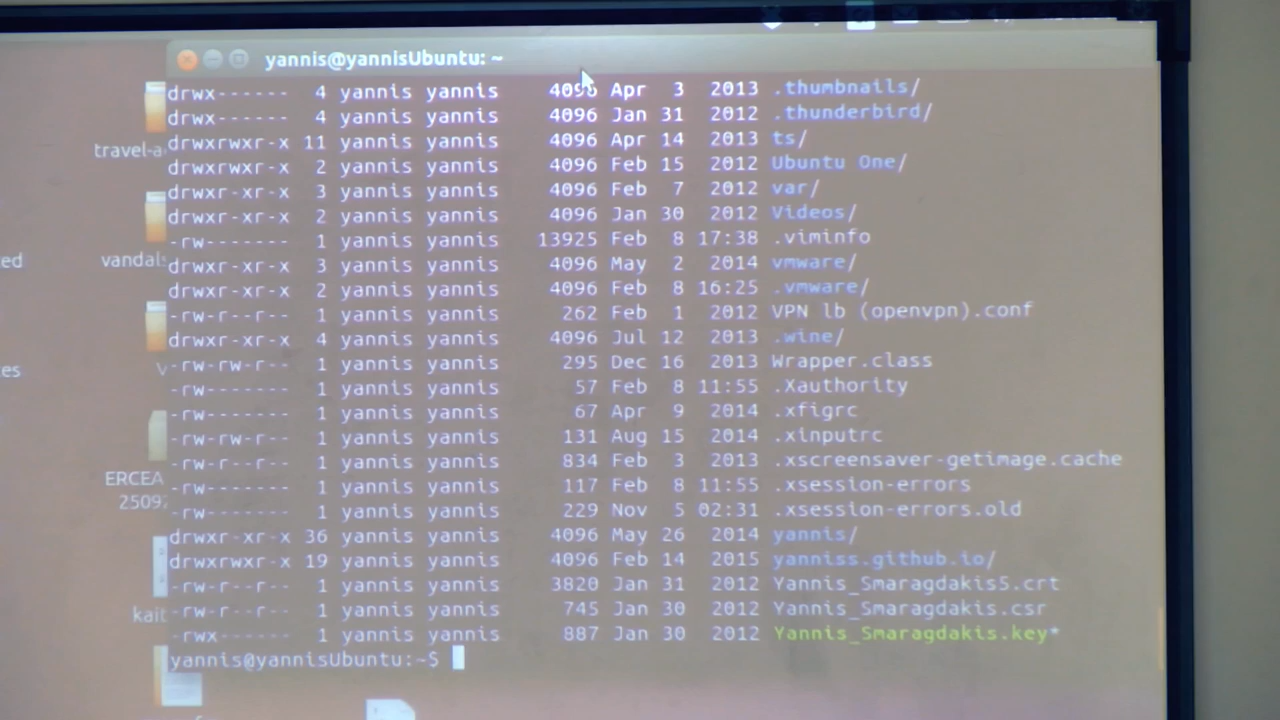 yannis@yannisUbuntu: ~
drwx------ 4 yannis yannis 4096 Apr 3 2013 .thumbnails/
drwx------ 4 yannis yannis 4096 Jan 31 2012 .thunderbird/
drwxrwxr-x 11 yannis yannis 4096 Apr 14 2013 ts/
drwxrwxr-x 2 yannis yannis 4096 Feb 15 2012 Ubuntu One/
drwxr-xr-x 3 yannis yannis 4096 Feb 7 2012 var/
drwxr-xr-x 2 yannis yannis 4096 Jan 30 2012 Videos/
-rw------- 1 yannis yannis 13925 Feb 8 17:38 .viminfo
drwxr-xr-x 3 yannis yannis 4096 May 2 2014 vmware/
drwxr-xr-x 2 yannis yannis 4096 Feb 8 16:25 .vmware/
-rw-r--r-- 1 yannis yannis 262 Feb 1 2012 VPN lb (openvpn).conf
drwxr-xr-x 4 yannis yannis 4096 Jul 12 2013 .wine/
-rw-rw-r-- 1 yannis yannis 295 Dec 16 2013 Wrapper.class
-rw------- 1 yannis yannis 57 Feb 8 11:55 .Xauthority
-rw------- 1 yannis yannis 67 Apr 9 2014 .xfigrc
-rw-rw-r-- 1 yannis yannis 131 Aug 15 2014 .xinputrc
-rw-r--r-- 1 yannis yannis 834 Feb 3 2013 .xscreensaver-getimage.cache
-rw------- 1 yannis yannis 117 Feb 8 11:55 .xsession-errors
-rw------- 1 yannis yannis 229 Nov 5 02:31 .xsession-errors.old
drwxr-xr-x 36 yannis yannis 4096 May 26 2014 yannis/
drwxrwxr-x 19 yannis yannis 4096 Feb 14 2015 yanniss.github.io/
-rw-r--r-- 1 yannis yannis 3820 Jan 31 2012 Yannis_Smaragdakis5.crt
-rw-r--r-- 1 yannis yannis 745 Jan 30 2012 Yannis_Smaragdakis.csr
-rwx------ 1 yannis yannis 887 Jan 30 2012 Yannis_Smaragdakis.key*
yannis@yannisUbuntu:~$
travel-a
vandals
ERCEA
2509
kait